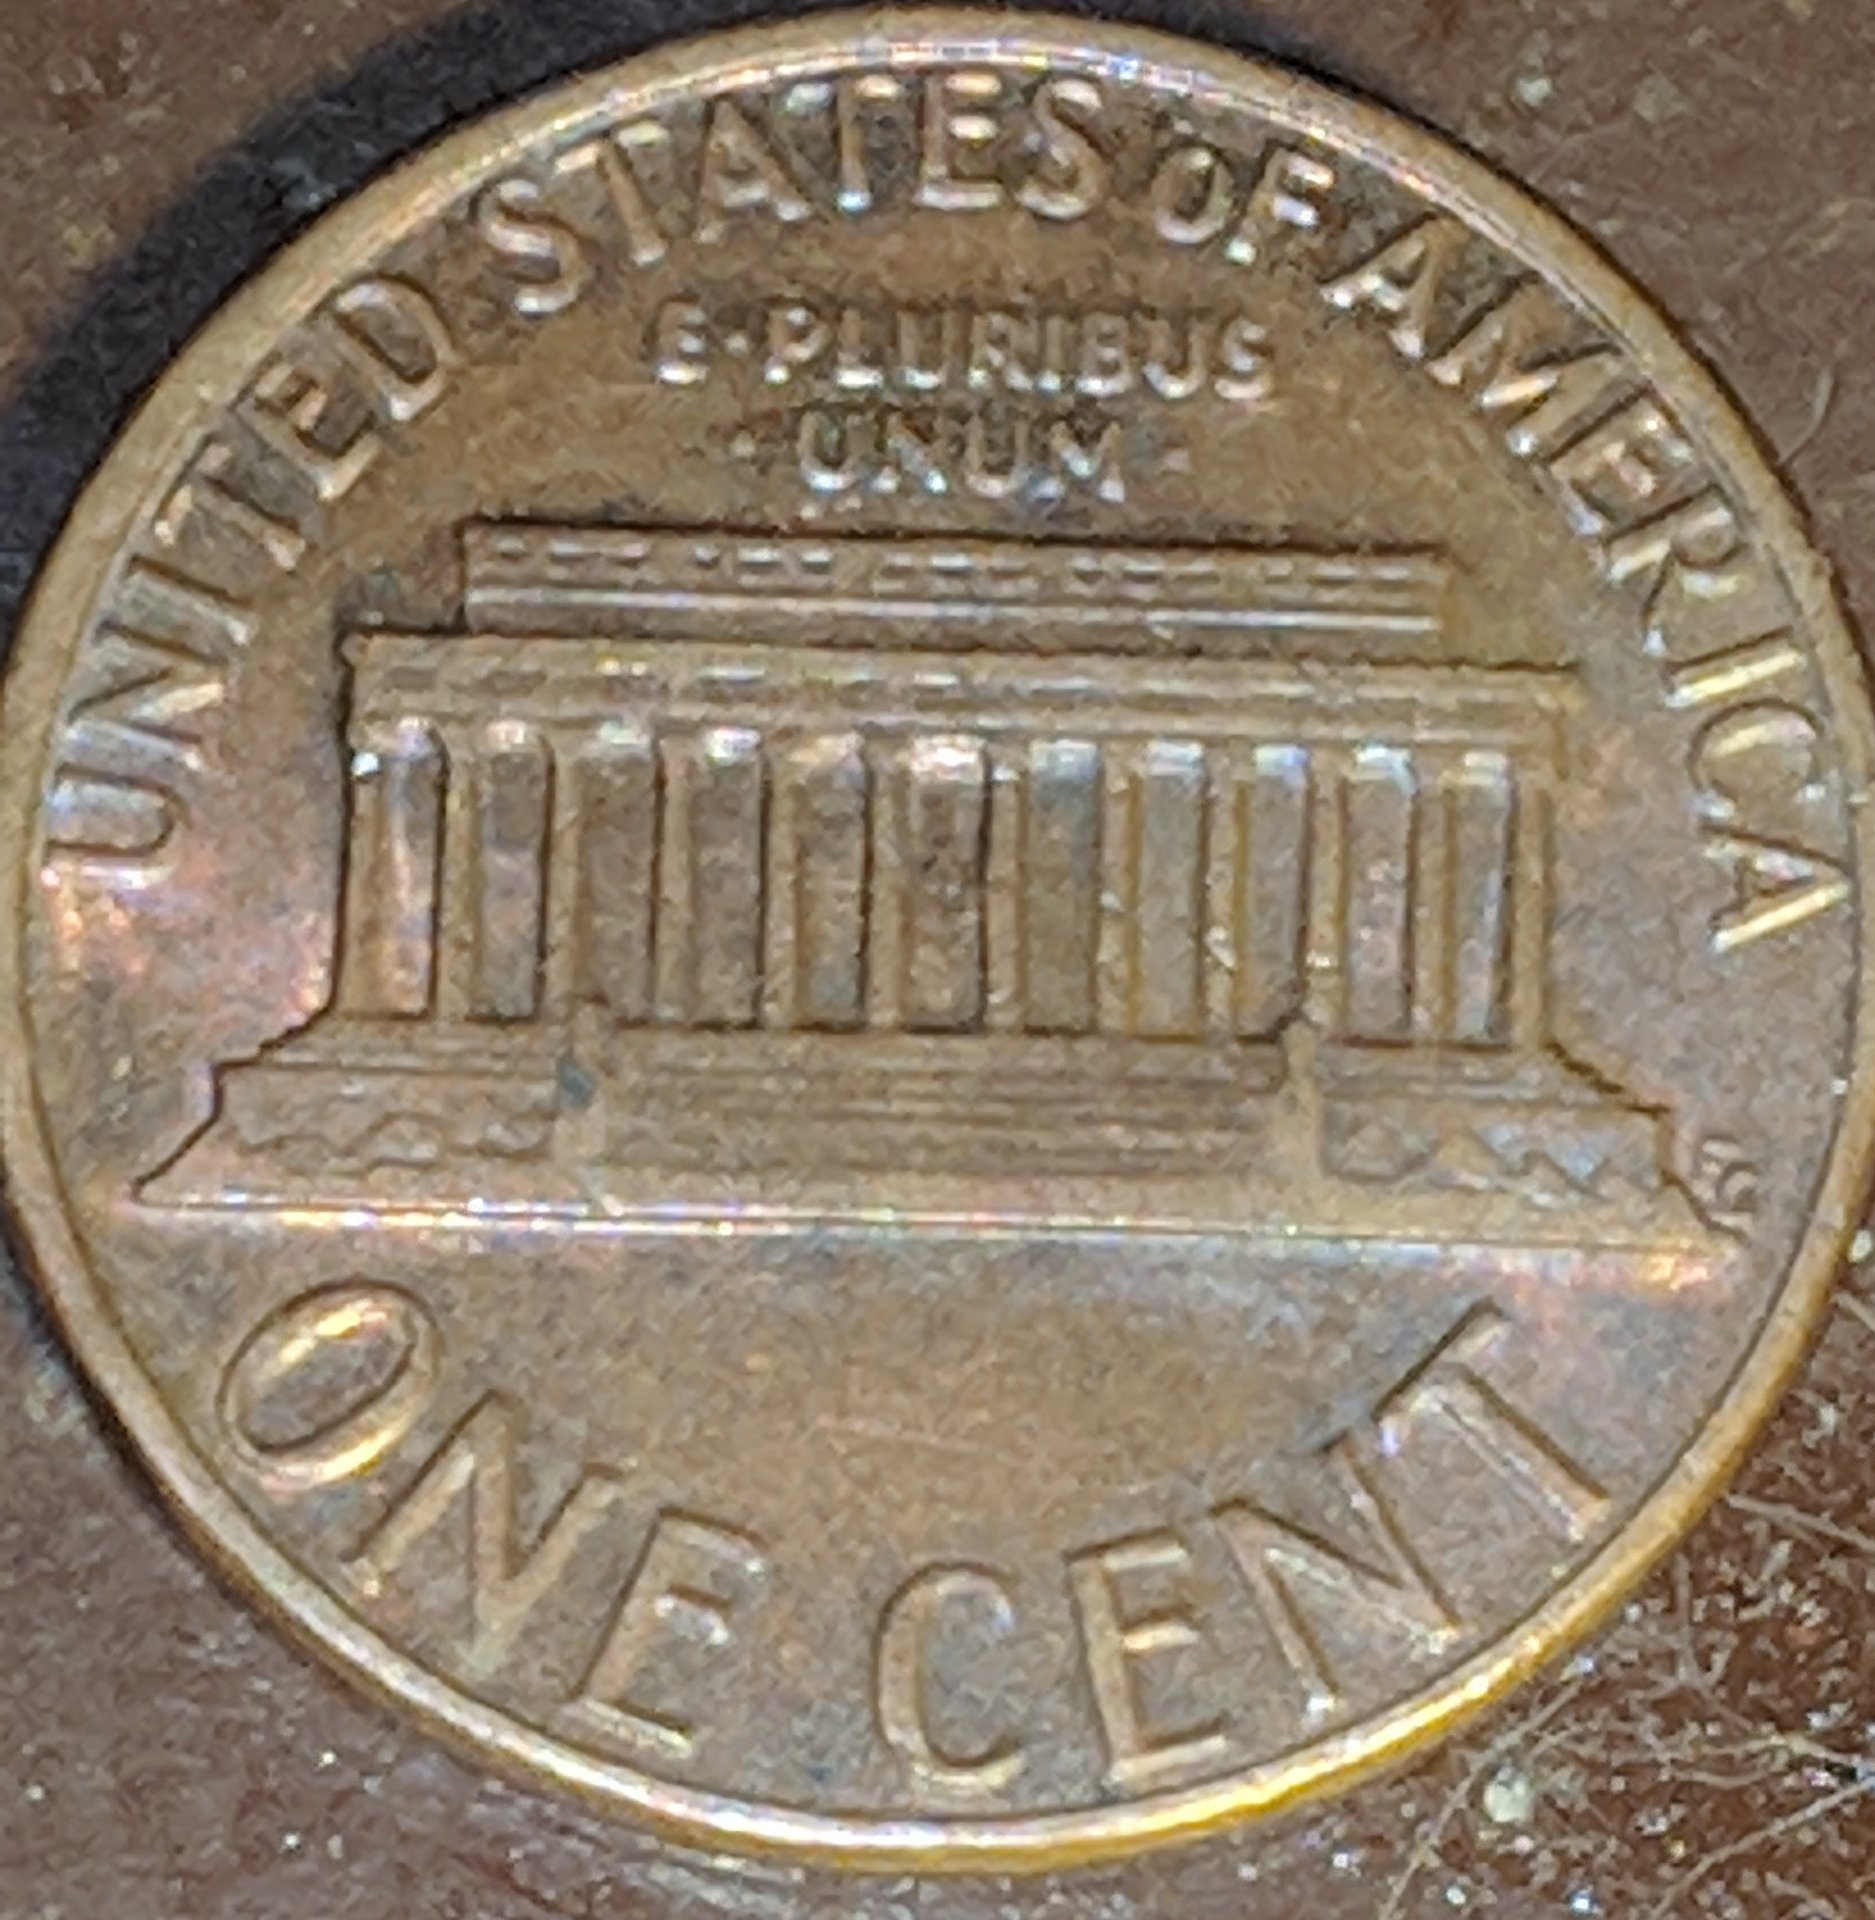 UNITED STATES OF AMERICA
E·PLURIBUS
· UNUM ·
ONE CENT